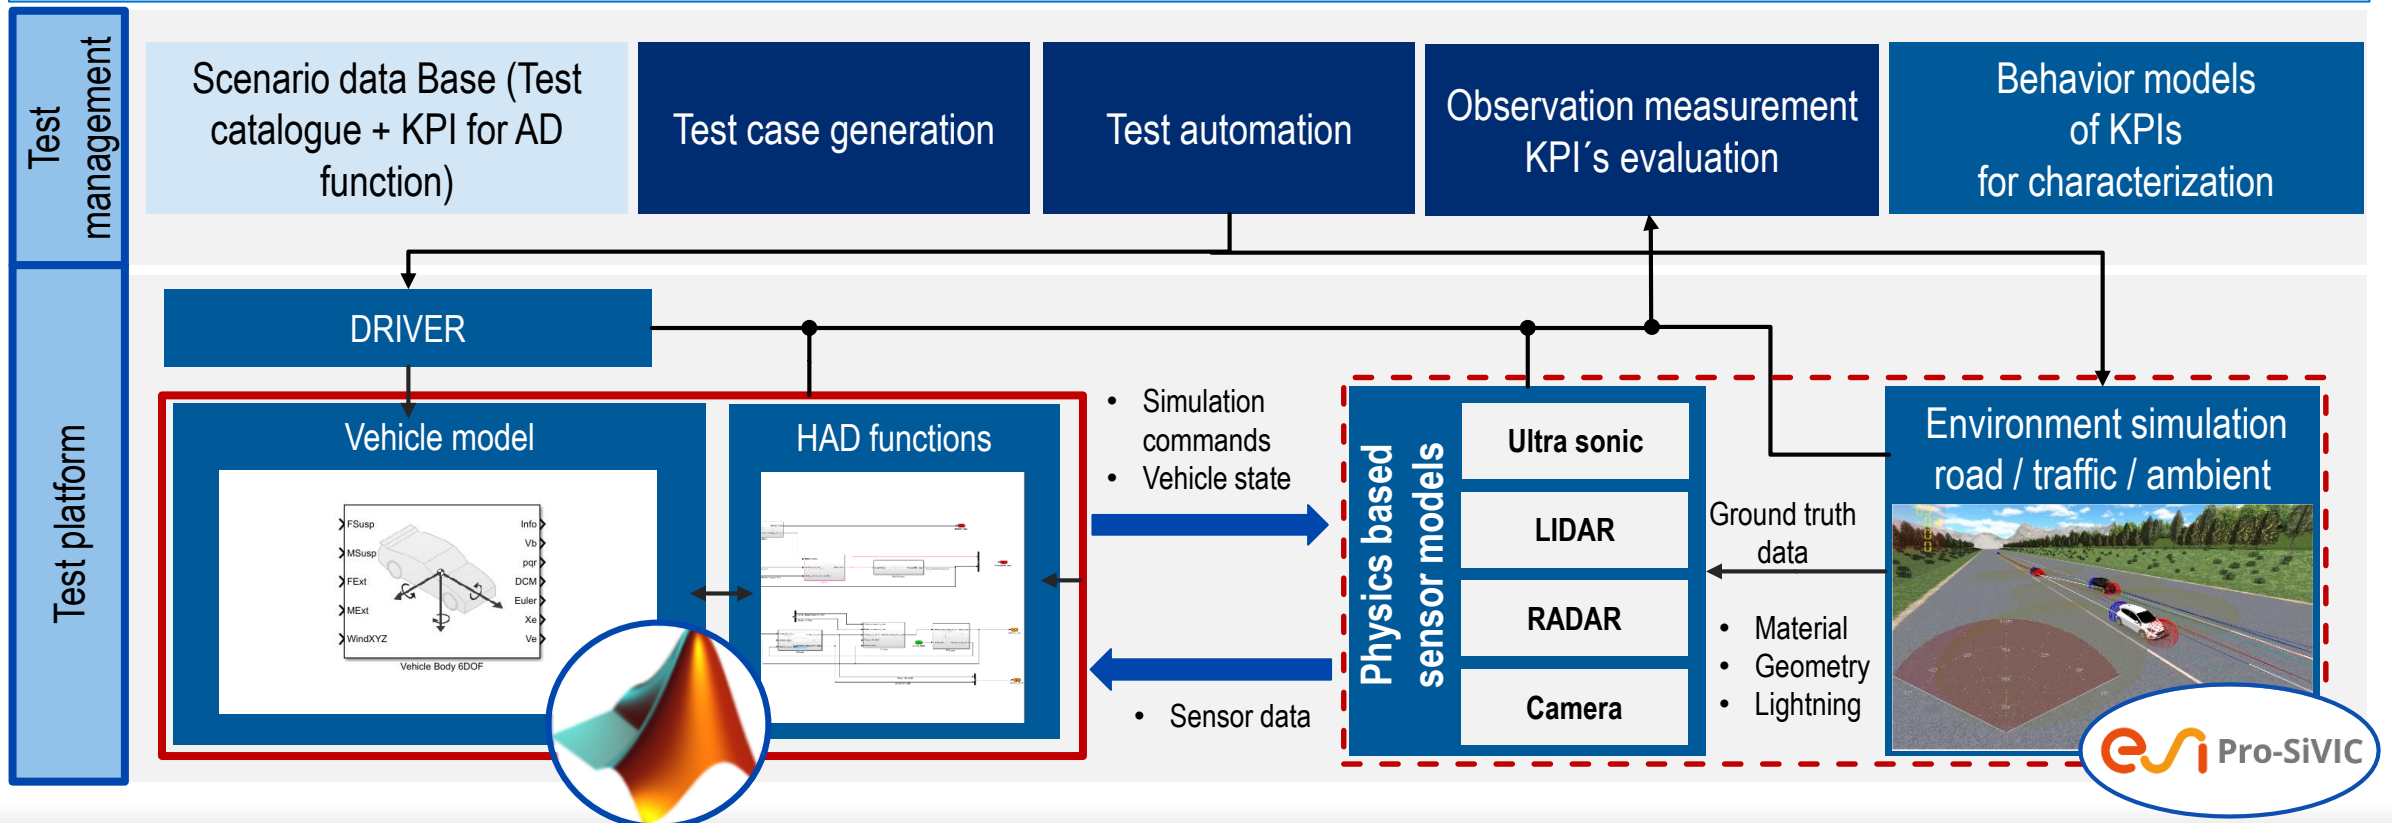 Test
management
Scenario data Base (Test
catalogue + KPI for AD
function)
Test case generation
Test automation
Observation measurement
KPI´s evaluation
Behavior models
of KPIs
for characterization
Test platform
DRIVER
Vehicle model
FSusp
MSusp
FExt
MExt
WindXYZ
Info
Vb
pqr
DCM
Euler
Xe
Ve
Vehicle Body 6DOF
HAD functions
• Simulation
commands
• Vehicle state
• Sensor data
Physics based
sensor models
Ultra sonic
LIDAR
RADAR
Camera
Ground truth
data
• Material
• Geometry
• Lightning
Environment simulation
road / traffic / ambient
esi Pro-SiVIC